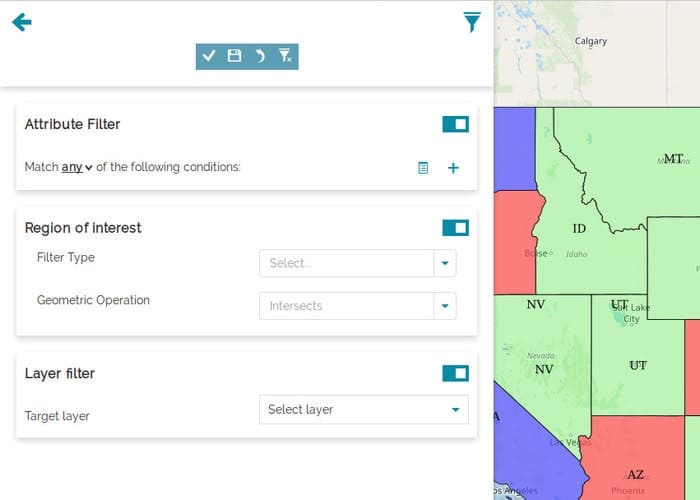 Attribute Filter
Match any of the following conditions:
Region of interest
Filter Type
Select...
Geometric Operation
Intersects
Layer filter
Target layer
Select layer
Calgary
MT
Montana
ID
Boise
Idaho
NV
UT
Salt Lake
City
Nevada
NV
UT
A
Las Vegas
AZ
os Angeles
Phoenix